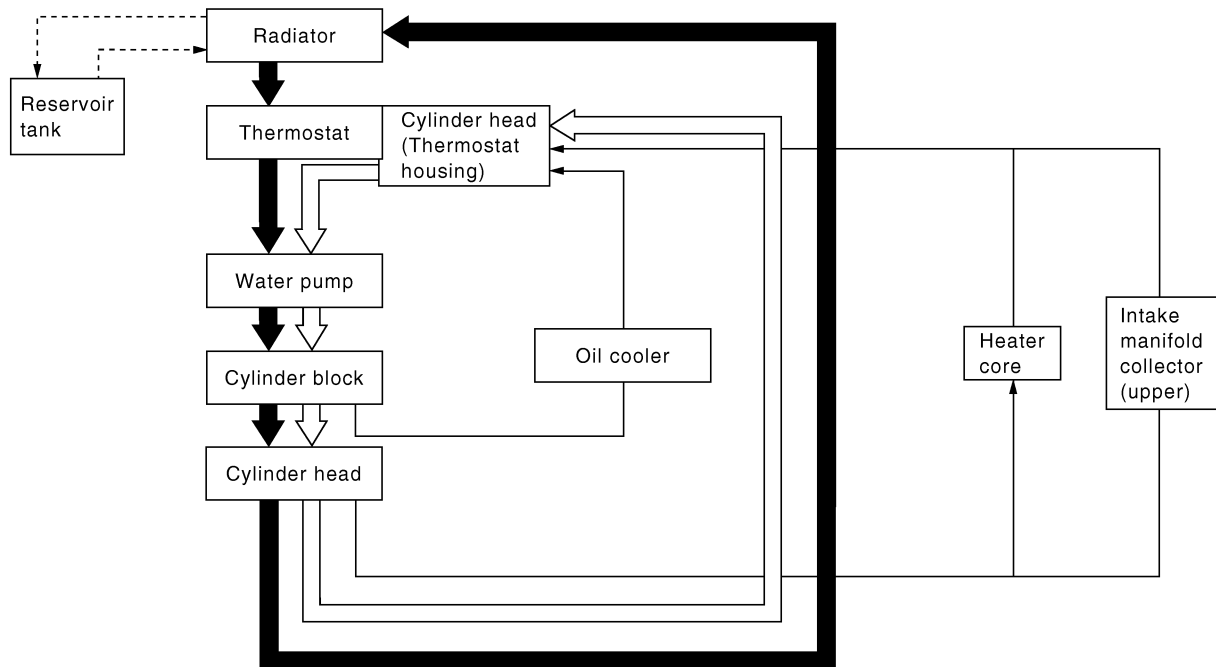 Radiator
Reservoir
tank
Thermostat
Cylinder head
(Thermostat
housing)
Water pump
Intake
manifold
collector
(upper)
Heater
core
Oil cooler
Cylinder block
Cylinder head